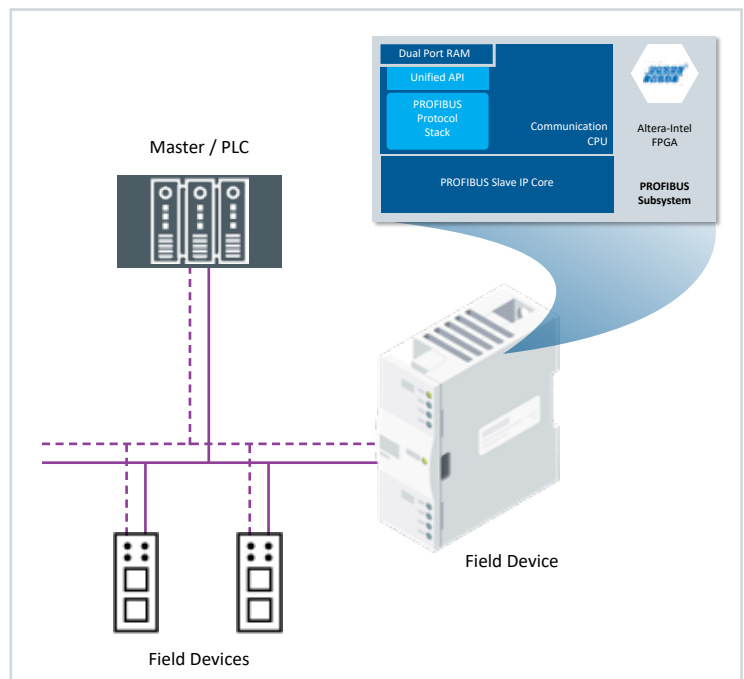 Dual Port RAM
Unified API
PROFIBUS
Protocol
Stack
Communication
CPU
Altera-Intel
FPGA
PROFIBUS Slave IP Core
PROFIBUS
Subsystem
Master / PLC
Field Device
Field Devices